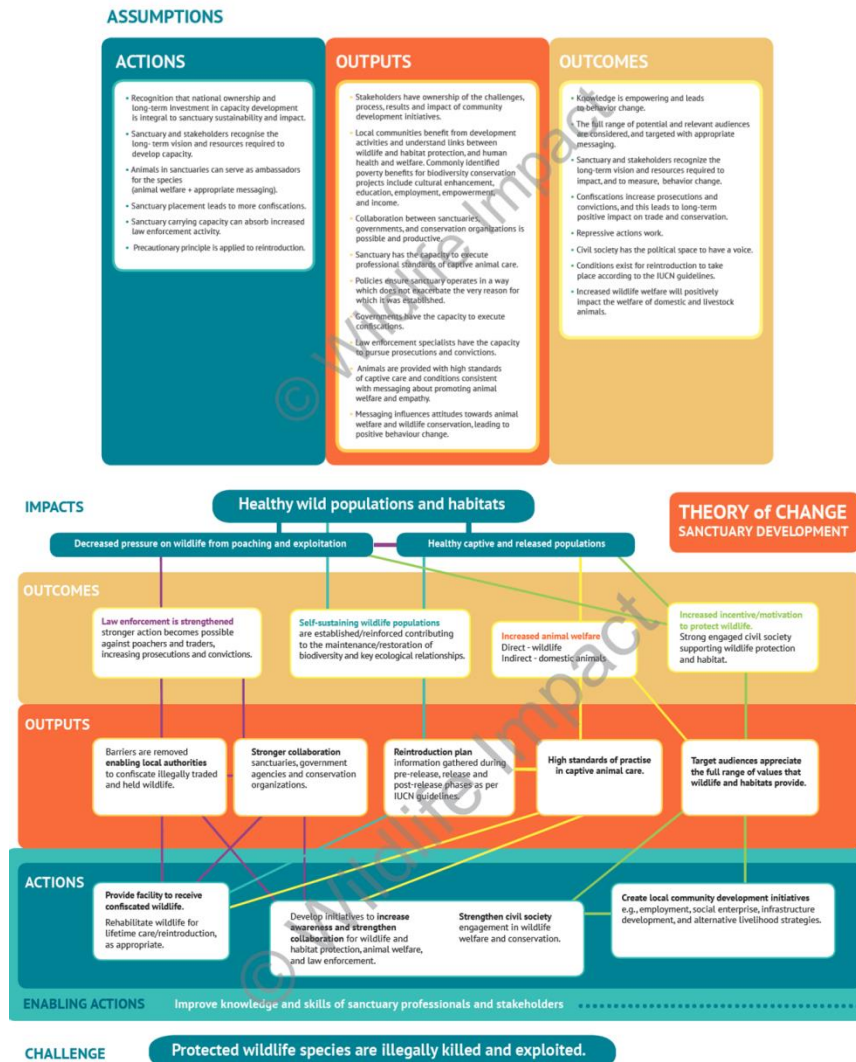 ASSUMPTIONS
ACTIONS
• Recognition that national ownership and
long-term investment in capacity development
is integral to sanctuary sustainability and impact.
• Sanctuary and stakeholders recognise the
long- term vision and resources required to
develop capacity.
• Animals in sanctuaries can serve as ambassadors
for the species
(animal welfare + appropriate messaging).
• Sanctuary placement leads to more confiscations.
• Sanctuary carrying capacity can absorb increased
law enforcement activity.
• Precautionary principle is applied to reintroduction.
OUTPUTS
• Stakeholders have ownership of the challenges,
process, results and impact of community
development initiatives.
• Local communities benefit from development
activities and understand links between
wildlife and habitat protection, and human
health and welfare. Commonly identified
poverty benefits for biodiversity conservation
projects include cultural enhancement,
education, employment, empowerment,
and income.
• Collaboration between sanctuaries,
governments, and conservation organizations is
possible and productive.
• Sanctuary has the capacity to execute
professional standards of captive animal care.
• Policies ensure sanctuary operates in a way
which does not exacerbate the very reason for
which it was established.
• Governments have the capacity to execute
confiscations.
• Law enforcement specialists have the capacity
to pursue prosecutions and convictions.
• Animals are provided with high standards
of captive care and conditions consistent
with messaging about promoting animal
welfare and empathy.
• Messaging influences attitudes towards animal
welfare and wildlife conservation, leading to
positive behaviour change.
OUTCOMES
• Knowledge is empowering and leads
to behavior change.
• The full range of potential and relevant audiences
are considered, and targeted with appropriate
messaging.
• Sanctuary and stakeholders recognize the
long-term vision and resources required to
impact, and to measure, behavior change.
• Confiscations increase prosecutions and
convictions, and this leads to long-term
positive impact on trade and conservation.
• Repressive actions work.
• Civil society has the political space to have a voice.
• Conditions exist for reintroduction to take
place according to the IUCN guidelines.
• Increased wildlife welfare will positively
impact the welfare of domestic and livestock
animals.
© Wildlife Impact
IMPACTS
Healthy wild populations and habitats
THEORY of CHANGE
SANCTUARY DEVELOPMENT
Decreased pressure on wildlife from poaching and exploitation
Healthy captive and released populations
OUTCOMES
Law enforcement is strengthened
stronger action becomes possible
against poachers and traders,
increasing prosecutions and convictions.
Self-sustaining wildlife populations
are established/reinforced contributing
to the maintenance/restoration of
biodiversity and key ecological relationships.
Increased animal welfare
Direct - wildlife
Indirect - domestic animals
Increased incentive/motivation
to protect wildlife.
Strong engaged civil society
supporting wildlife protection
and habitat.
OUTPUTS
Barriers are removed
enabling local authorities
to confiscate illegally traded
and held wildlife.
Stronger collaboration
sanctuaries, government
agencies and conservation
organizations.
Reintroduction plan
information gathered during
pre-release, release and
post-release phases as per
IUCN guidelines.
High standards of practise
in captive animal care.
Target audiences appreciate
the full range of values that
wildlife and habitats provide.
ACTIONS
Provide facility to receive
confiscated wildlife.
Rehabilitate wildlife for
lifetime care/reintroduction,
as appropriate.
Develop initiatives to increase
awareness and strengthen
collaboration for wildlife and
habitat protection, animal welfare,
and law enforcement.
Strengthen civil society
engagement in wildlife
welfare and conservation.
Create local community development initiatives
e.g., employment, social enterprise, infrastructure
development, and alternative livelihood strategies.
© Wildlife Impact
ENABLING ACTIONS Improve knowledge and skills of sanctuary professionals and stakeholders
CHALLENGE Protected wildlife species are illegally killed and exploited.